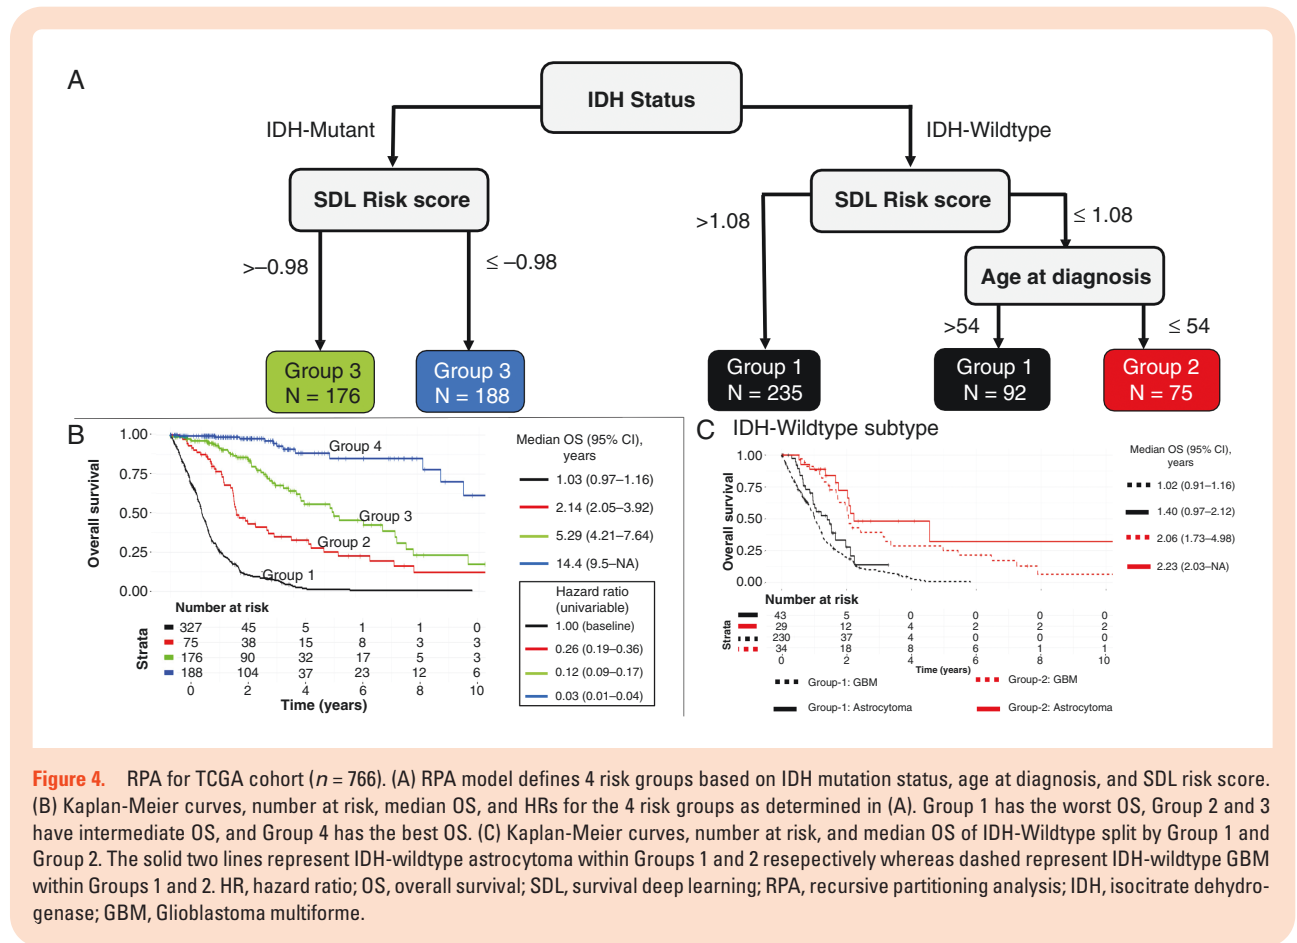 A
IDH Status
IDH-Mutant
IDH-Wildtype
SDL Risk score
SDL Risk score
>–0.98
≤ –0.98
>1.08
≤ 1.08
Age at diagnosis
>54
≤ 54
Group 3
N = 176
Group 3
N = 188
Group 1
N = 235
Group 1
N = 92
Group 2
N = 75
B
Overall survival
1.00
0.75
0.50
0.25
0.00
Group 4
Group 3
Group 2
Group 1
Median OS (95% CI),
years
1.03 (0.97–1.16)
2.14 (2.05–3.92)
5.29 (4.21–7.64)
14.4 (9.5–NA)
Hazard ratio
(univariable)
1.00 (baseline)
0.26 (0.19–0.36)
0.12 (0.09–0.17)
0.03 (0.01–0.04)
Number at risk
Strata
327 45 5 1 1 0
75 38 15 8 3 3
176 90 32 17 5 3
188 104 37 23 12 6
0 2 4 6 8 10
Time (years)
C IDH-Wildtype subtype
Overall survival
1.00
0.75
0.50
2.25
0.00
Median OS (95% CI),
years
1.02 (0.91–1.16)
1.40 (0.97–2.12)
2.06 (1.73–4.98)
2.23 (2.03–NA)
Number at risk
Strata
43 5 0 0 0 0
29 12 4 2 2 2
230 37 4 0 0 0
34 18 8 6 1 1
0 2 4 6 8 10
Time (years)
Group-1: GBM
Group-2: GBM
Group-1: Astrocytoma
Group-2: Astrocytoma
Figure 4. RPA for TCGA cohort (n = 766). (A) RPA model defines 4 risk groups based on IDH mutation status, age at diagnosis, and SDL risk score.
(B) Kaplan-Meier curves, number at risk, median OS, and HRs for the 4 risk groups as determined in (A). Group 1 has the worst OS, Group 2 and 3
have intermediate OS, and Group 4 has the best OS. (C) Kaplan-Meier curves, number at risk, and median OS of IDH-Wildtype split by Group 1 and
Group 2. The solid two lines represent IDH-wildtype astrocytoma within Groups 1 and 2 resepectively whereas dashed represent IDH-wildtype GBM
within Groups 1 and 2. HR, hazard ratio; OS, overall survival; SDL, survival deep learning; RPA, recursive partitioning analysis; IDH, isocitrate dehydro-
genase; GBM, Glioblastoma multiforme.